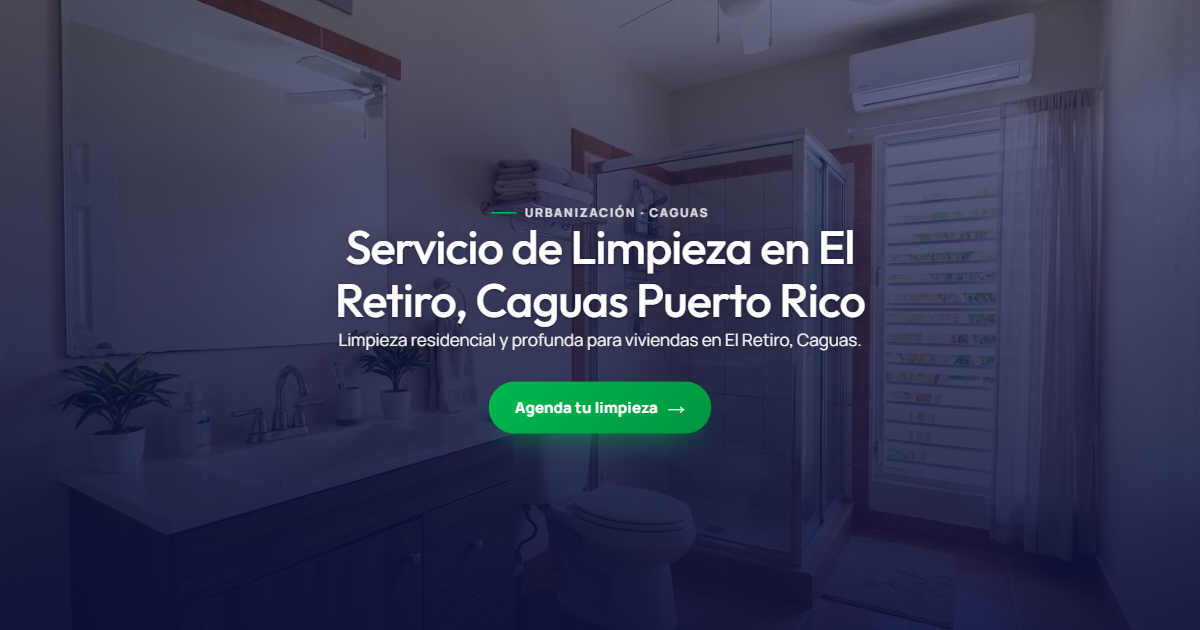 URBANIZACIÓN · CAGUAS
Servicio de Limpieza en El
Retiro, Caguas Puerto Rico
Limpieza residencial y profunda para viviendas en El Retiro, Caguas.
Agenda tu limpieza →